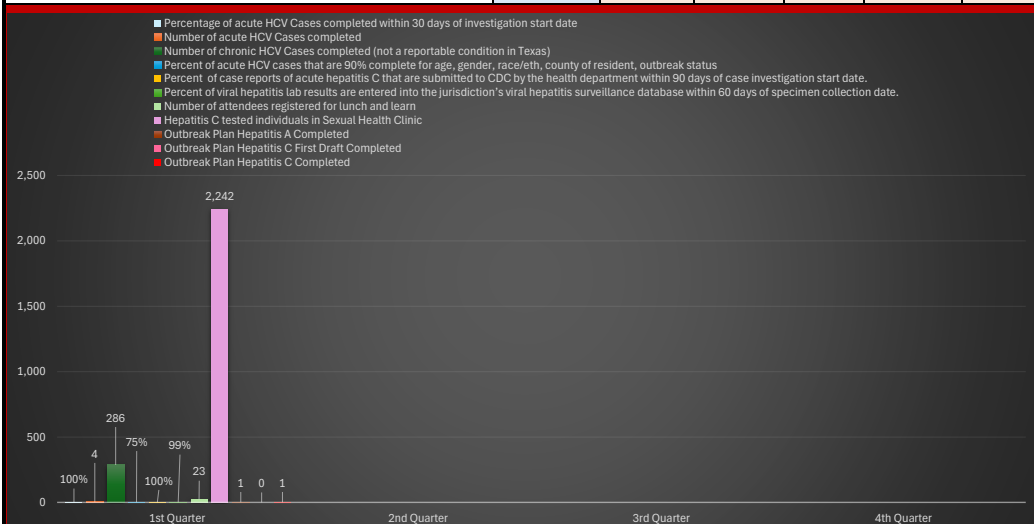 Percentage of acute HCV Cases completed within 30 days of investigation start date
Number of acute HCV Cases completed
Number of chronic HCV Cases completed (not a reportable condition in Texas)
Percent of acute HCV cases that are 90% complete for age, gender, race/eth, county of resident, outbreak status
Percent  of case reports of acute hepatitis C that are submitted to CDC by the health department within 90 days of case investigation start date.
Percent of viral hepatitis lab results are entered into the jurisdiction's viral hepatitis surveillance database within 60 days of specimen collection date.
Number of attendees registered for lunch and learn
Hepatitis C tested individuals in Sexual Health Clinic
Outbreak Plan Hepatitis A Completed
Outbreak Plan Hepatitis C First Draft Completed
Outbreak Plan Hepatitis C Completed
2,500
2,242
2,000
1,500
1,000
500
286
4
75%
99%
100%
100%
23
1
0
1
0
1st Quarter
2nd Quarter
3rd Quarter
4th Quarter